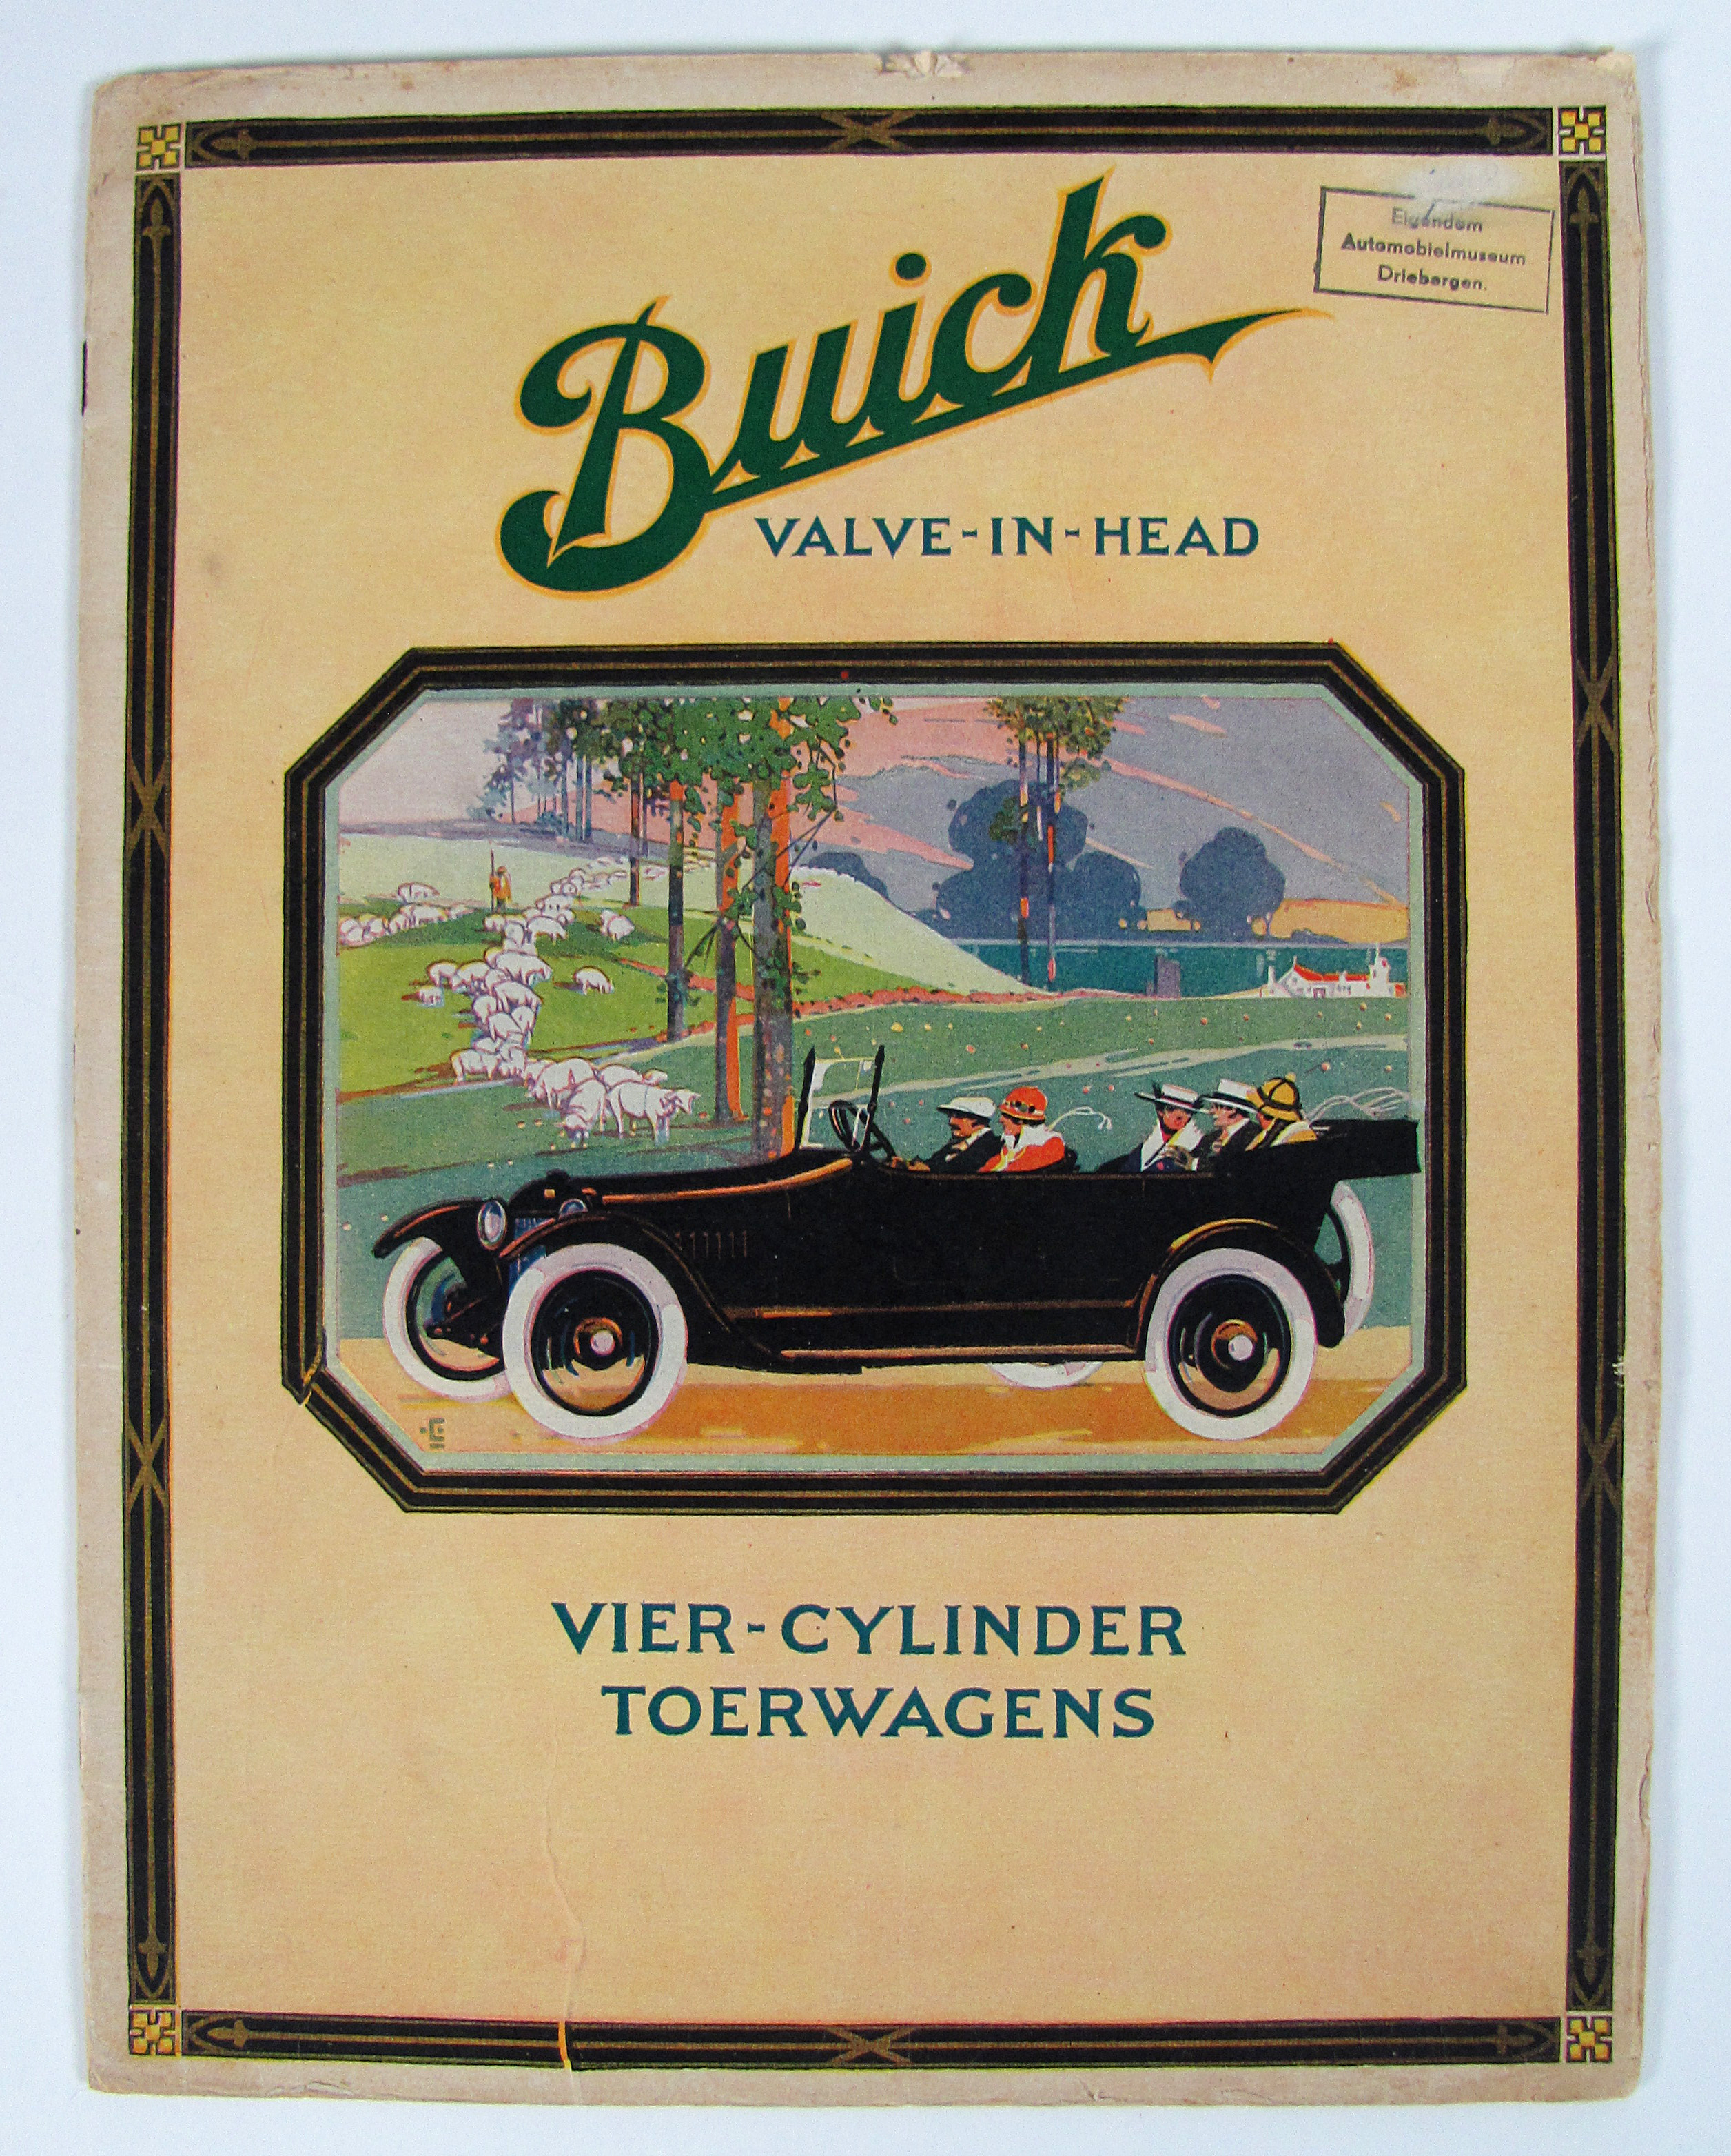 Buick
VALVE-IN-HEAD
Eigendom
Automobielmuseum
Driebergen.
VIER-CYLINDER
TOERWAGENS